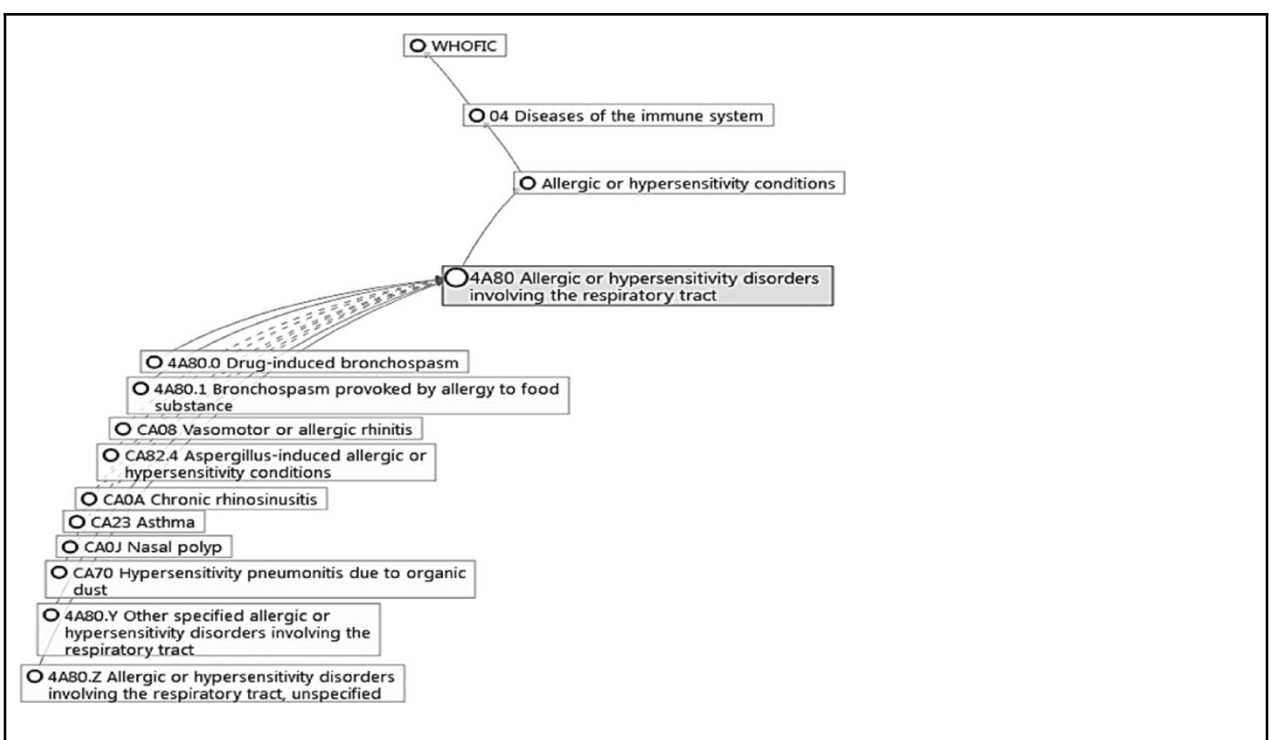 WHOFIC
04 Diseases of the immune system
Allergic or hypersensitivity conditions
4A80 Allergic or hypersensitivity disorders
involving the respiratory tract
4A80.0 Drug-induced bronchospasm
4A80.1 Bronchospasm provoked by allergy to food
substance
CA08 Vasomotor or allergic rhinitis
CA82.4 Aspergillus-induced allergic or
hypersensitivity conditions
CA0A Chronic rhinosinusitis
CA23 Asthma
CA0J Nasal polyp
CA70 Hypersensitivity pneumonitis due to organic
dust
4A80.Y Other specified allergic or
hypersensitivity disorders involving the
respiratory tract
4A80.Z Allergic or hypersensitivity disorders
involving the respiratory tract, unspecified